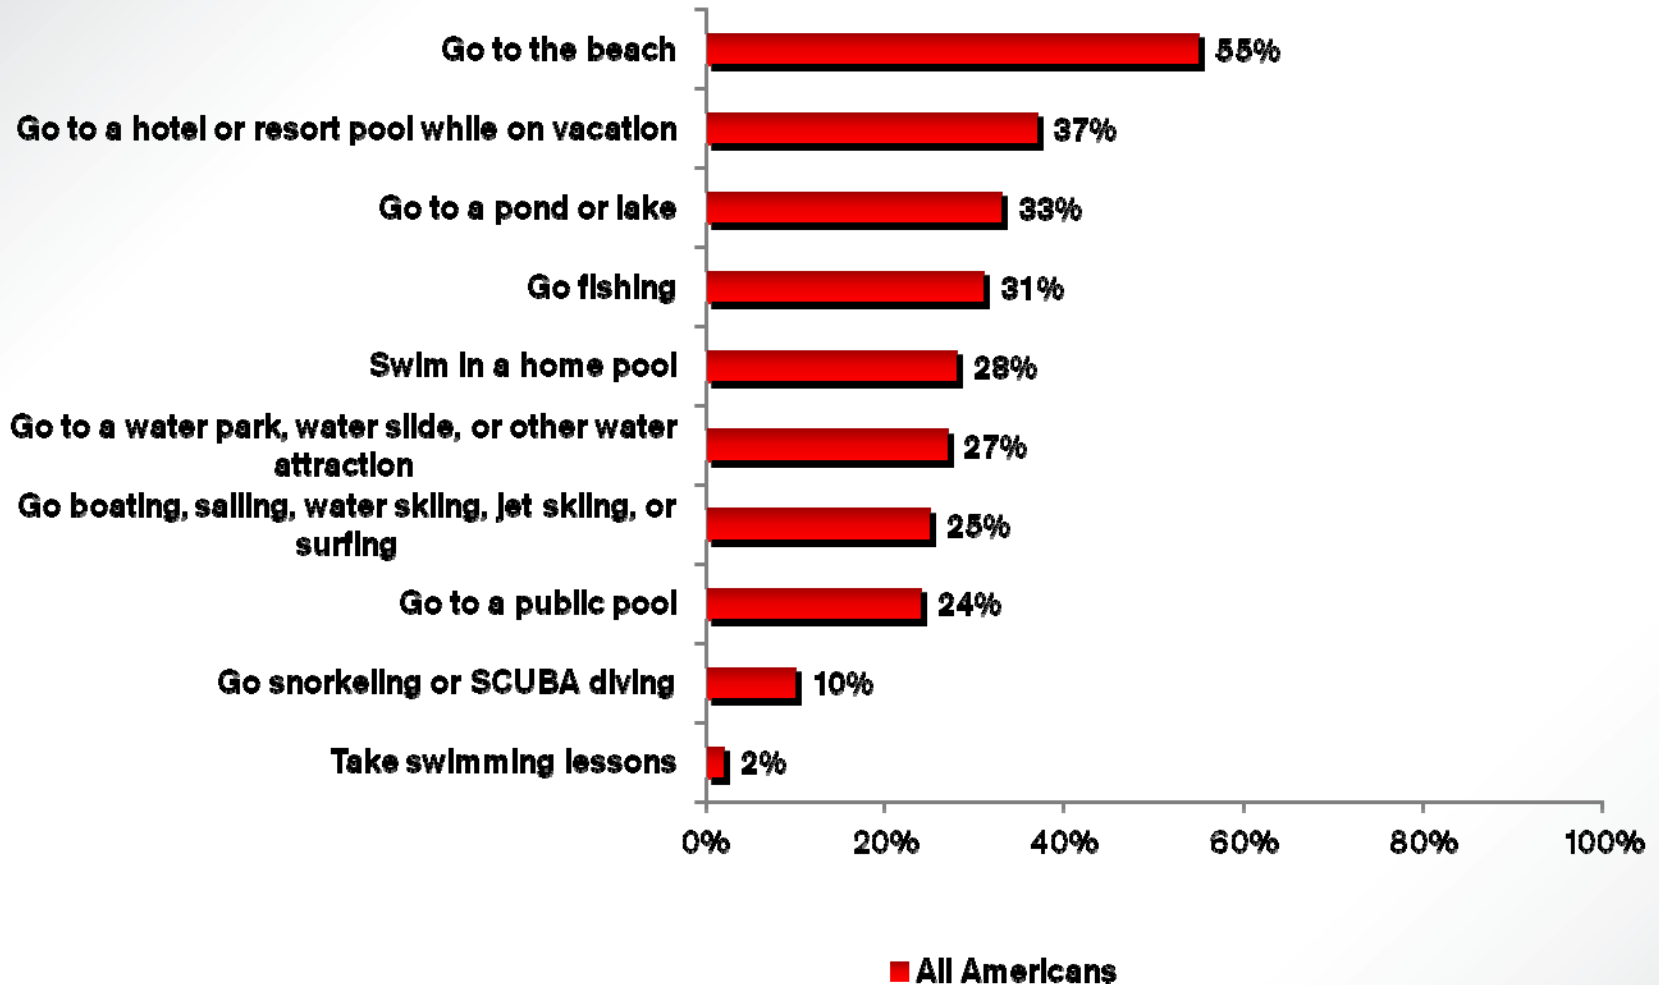 Go to the beach 55%
Go to a hotel or resort pool while on vacation 37%
Go to a pond or lake 33%
Go fishing 31%
Swim in a home pool 28%
Go to a water park, water slide, or other water
attraction
27%
Go boating, sailing, water skiing, jet skiing, or
surfing
25%
Go to a public pool 24%
Go snorkeling or SCUBA diving 10%
Take swimming lessons 2%
0% 20% 40% 60% 80% 100%
All Americans